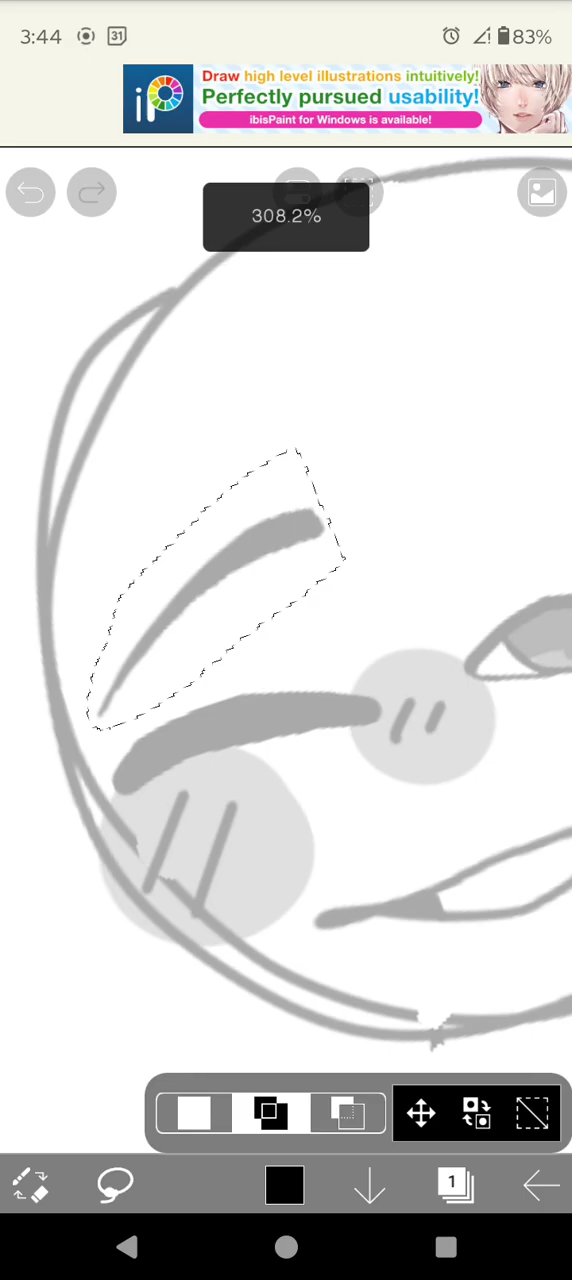 3:44
31
83%
iP
Draw high level illustrations intuitively!
Perfectly pursued usability!
ibisPaint for Windows is available!
308.2%
1